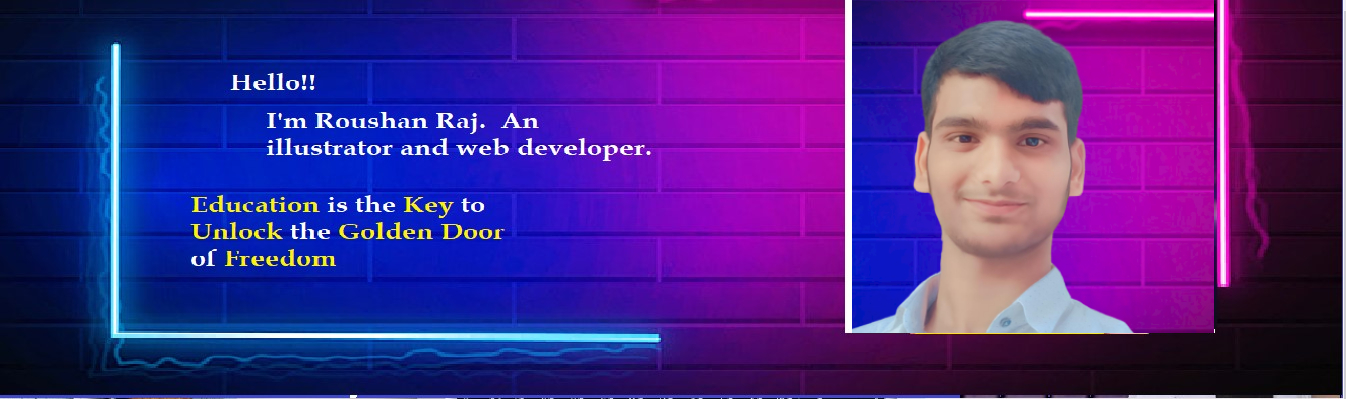 Hello!!
I'm Roushan Raj. An
illustrator and web developer.
Education is the Key to
Unlock the Golden Door
of Freedom